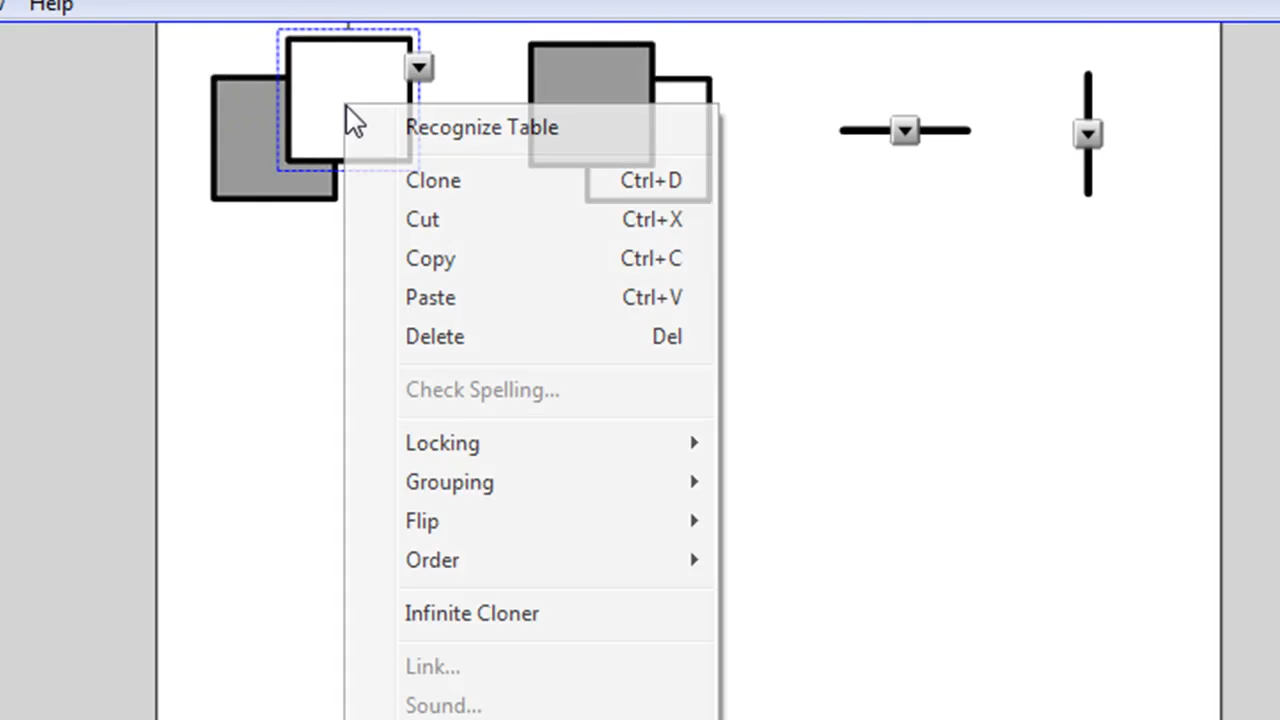 Help
Recognize Table
Clone Ctrl+D
Cut Ctrl+X
Copy Ctrl+C
Paste Ctrl+V
Delete Del
Check Spelling...
Locking
Grouping
Flip
Order
Infinite Cloner
Link...
Sound...